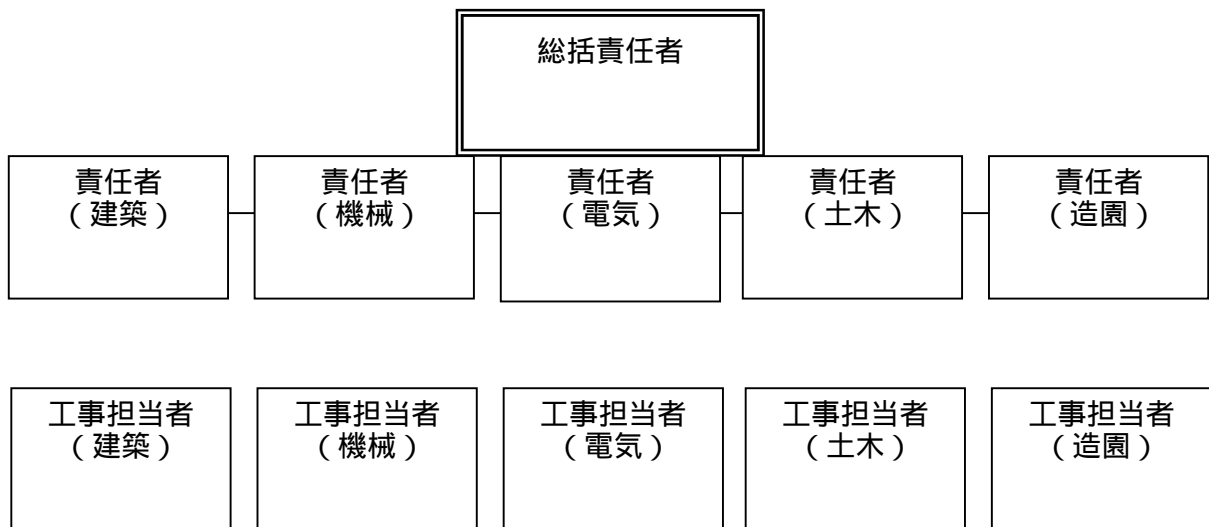 総括責任者
責任者
（建築）
責任者
（機械）
責任者
（電気）
責任者
（土木）
責任者
（造園）
工事担当者
（建築）
工事担当者
（機械）
工事担当者
（電気）
工事担当者
（土木）
工事担当者
（造園）